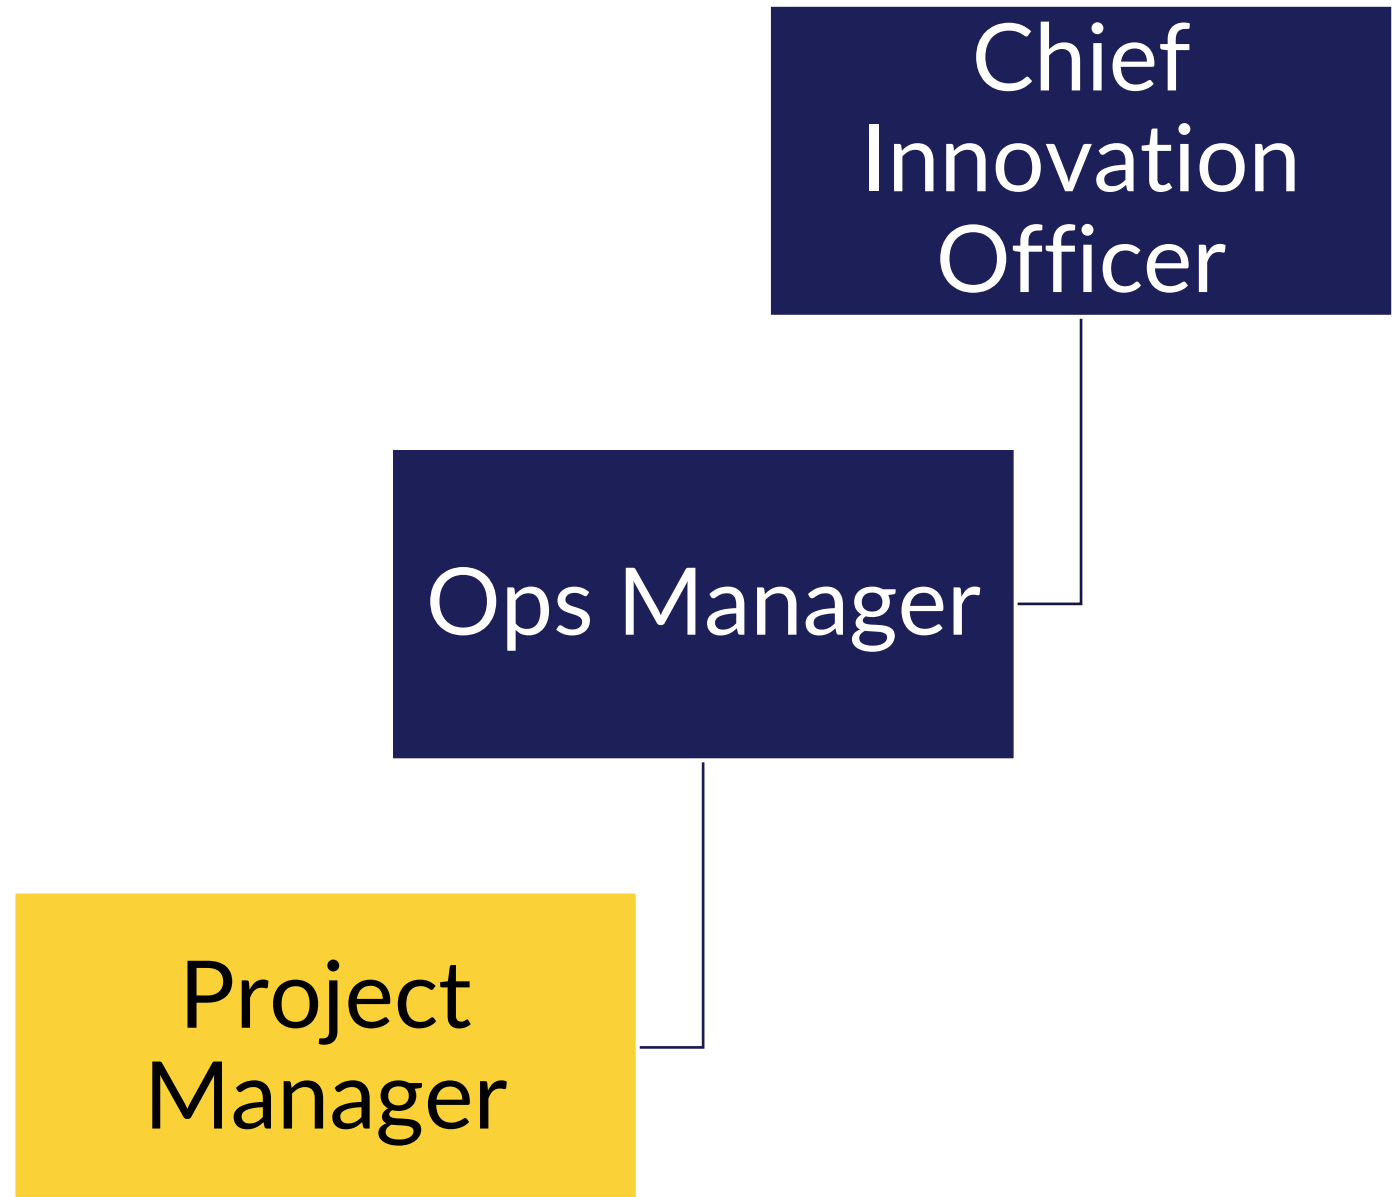 Chief
Innovation
Officer
Ops Manager
Project
Manager